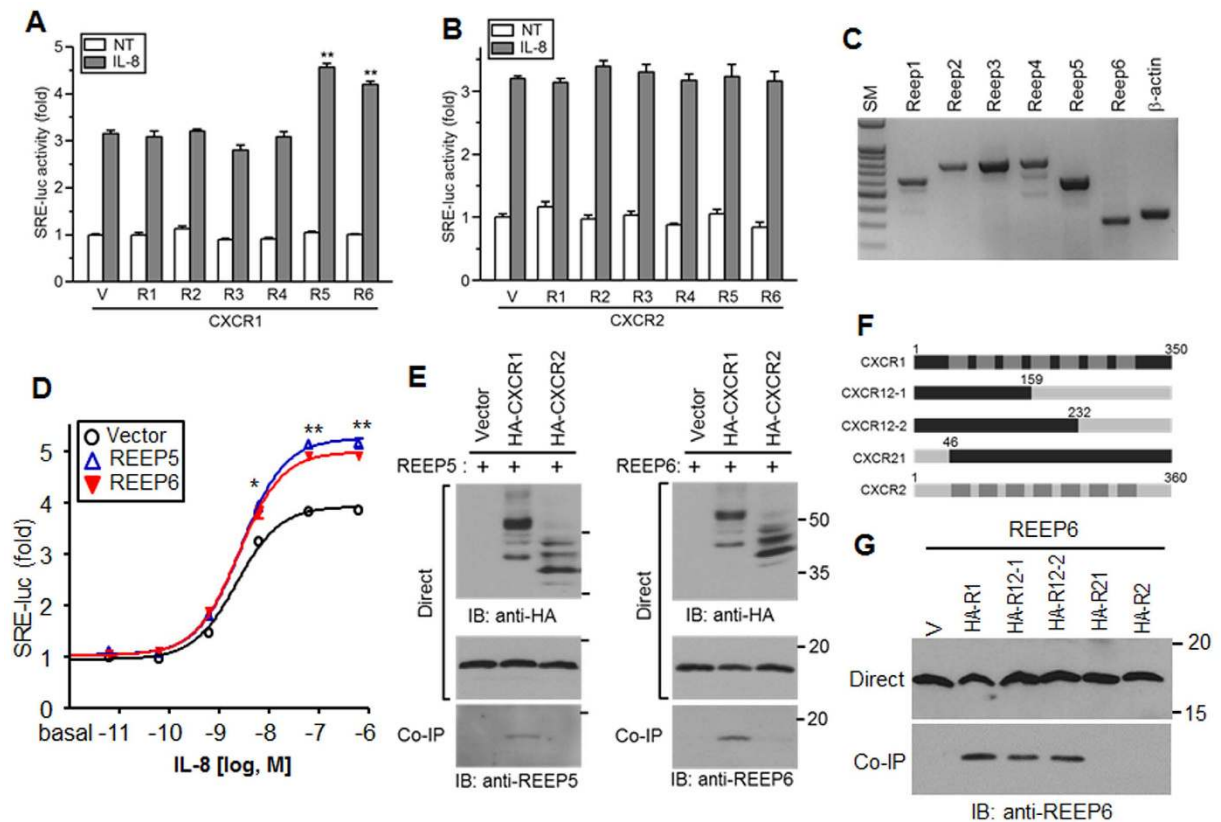 A
NT
IL-8
SRE-luc activity (fold)
5
4
3
2
1
0
**
**
V R1 R2 R3 R4 R5 R6
CXCR1
B
NT
IL-8
SRE-luc activity (fold)
4
3
2
1
0
V R1 R2 R3 R4 R5 R6
CXCR2
C
SM
Reep1
Reep2
Reep3
Reep4
Reep5
Reep6
β-actin
D
Vector
REEP5
REEP6
SRE-luc (fold)
5
4
3
2
1
0
*
**
**
basal -11 -10 -9 -8 -7 -6
IL-8 [log, M]
E
Vector
HA-CXCR1
HA-CXCR2
REEP5 : + + +
Direct
IB: anti-HA
Co-IP
IB: anti-REEP5
Vector
HA-CXCR1
HA-CXCR2
REEP6: + + +
Direct
50
35
IB: anti-HA
20
20
Co-IP
IB: anti-REEP6
F
1 350
CXCR1
159
CXCR12-1
232
CXCR12-2
46
CXCR21
1 360
CXCR2
G
REEP6
V
HA-R1
HA-R12-1
HA-R12-2
HA-R21
HA-R2
Direct
20
15
Co-IP
IB: anti-REEP6